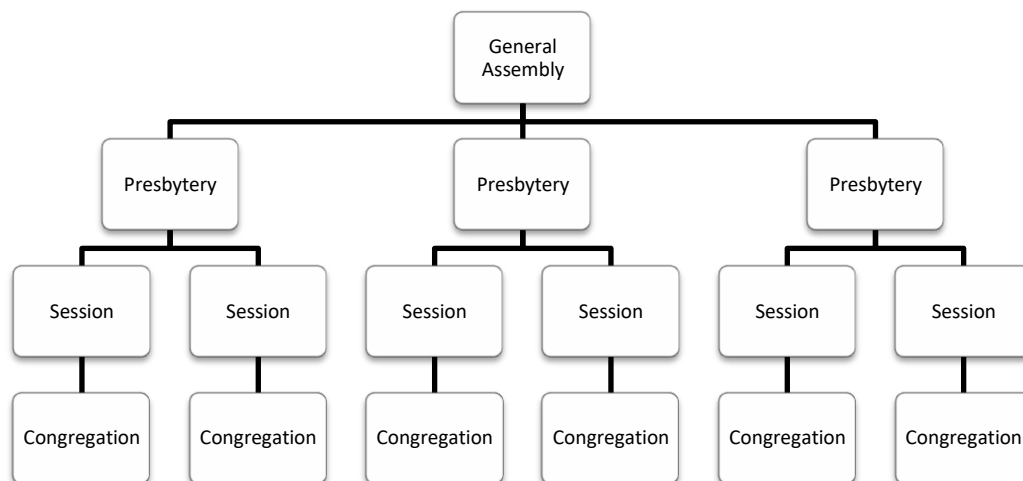 General
Assembly
Presbytery
Presbytery
Presbytery
Session
Session
Session
Session
Session
Session
Congregation
Congregation
Congregation
Congregation
Congregation
Congregation